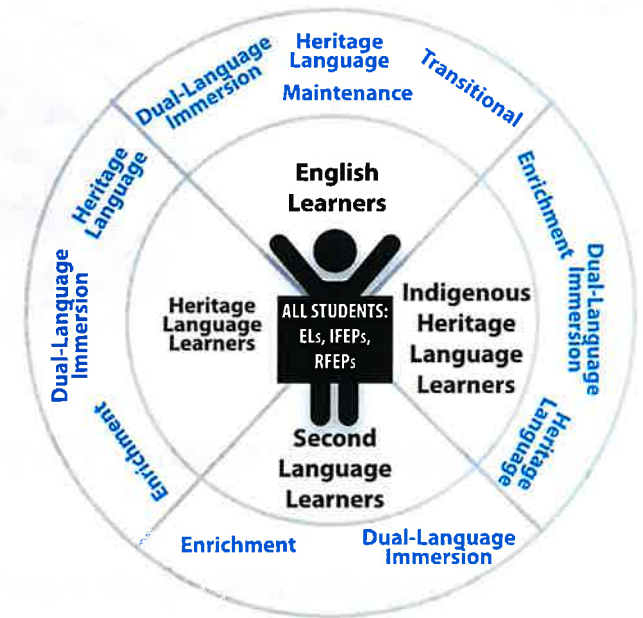 Dual-Language
Immersion
Heritage
Language
Maintenance
Transitional
English
Learners
Heritage
Language
Dual-Language
Immersion
Enrichment
Heritage
Language
Learners
ALL STUDENTS:
ELs, IFEPs,
RFEPs
Indigenous
Heritage
Language
Learners
Enrichment
Dual-Language
Immersion
Heritage
Language
Second
Language
Learners
Enrichment
Dual-Language
Immersion